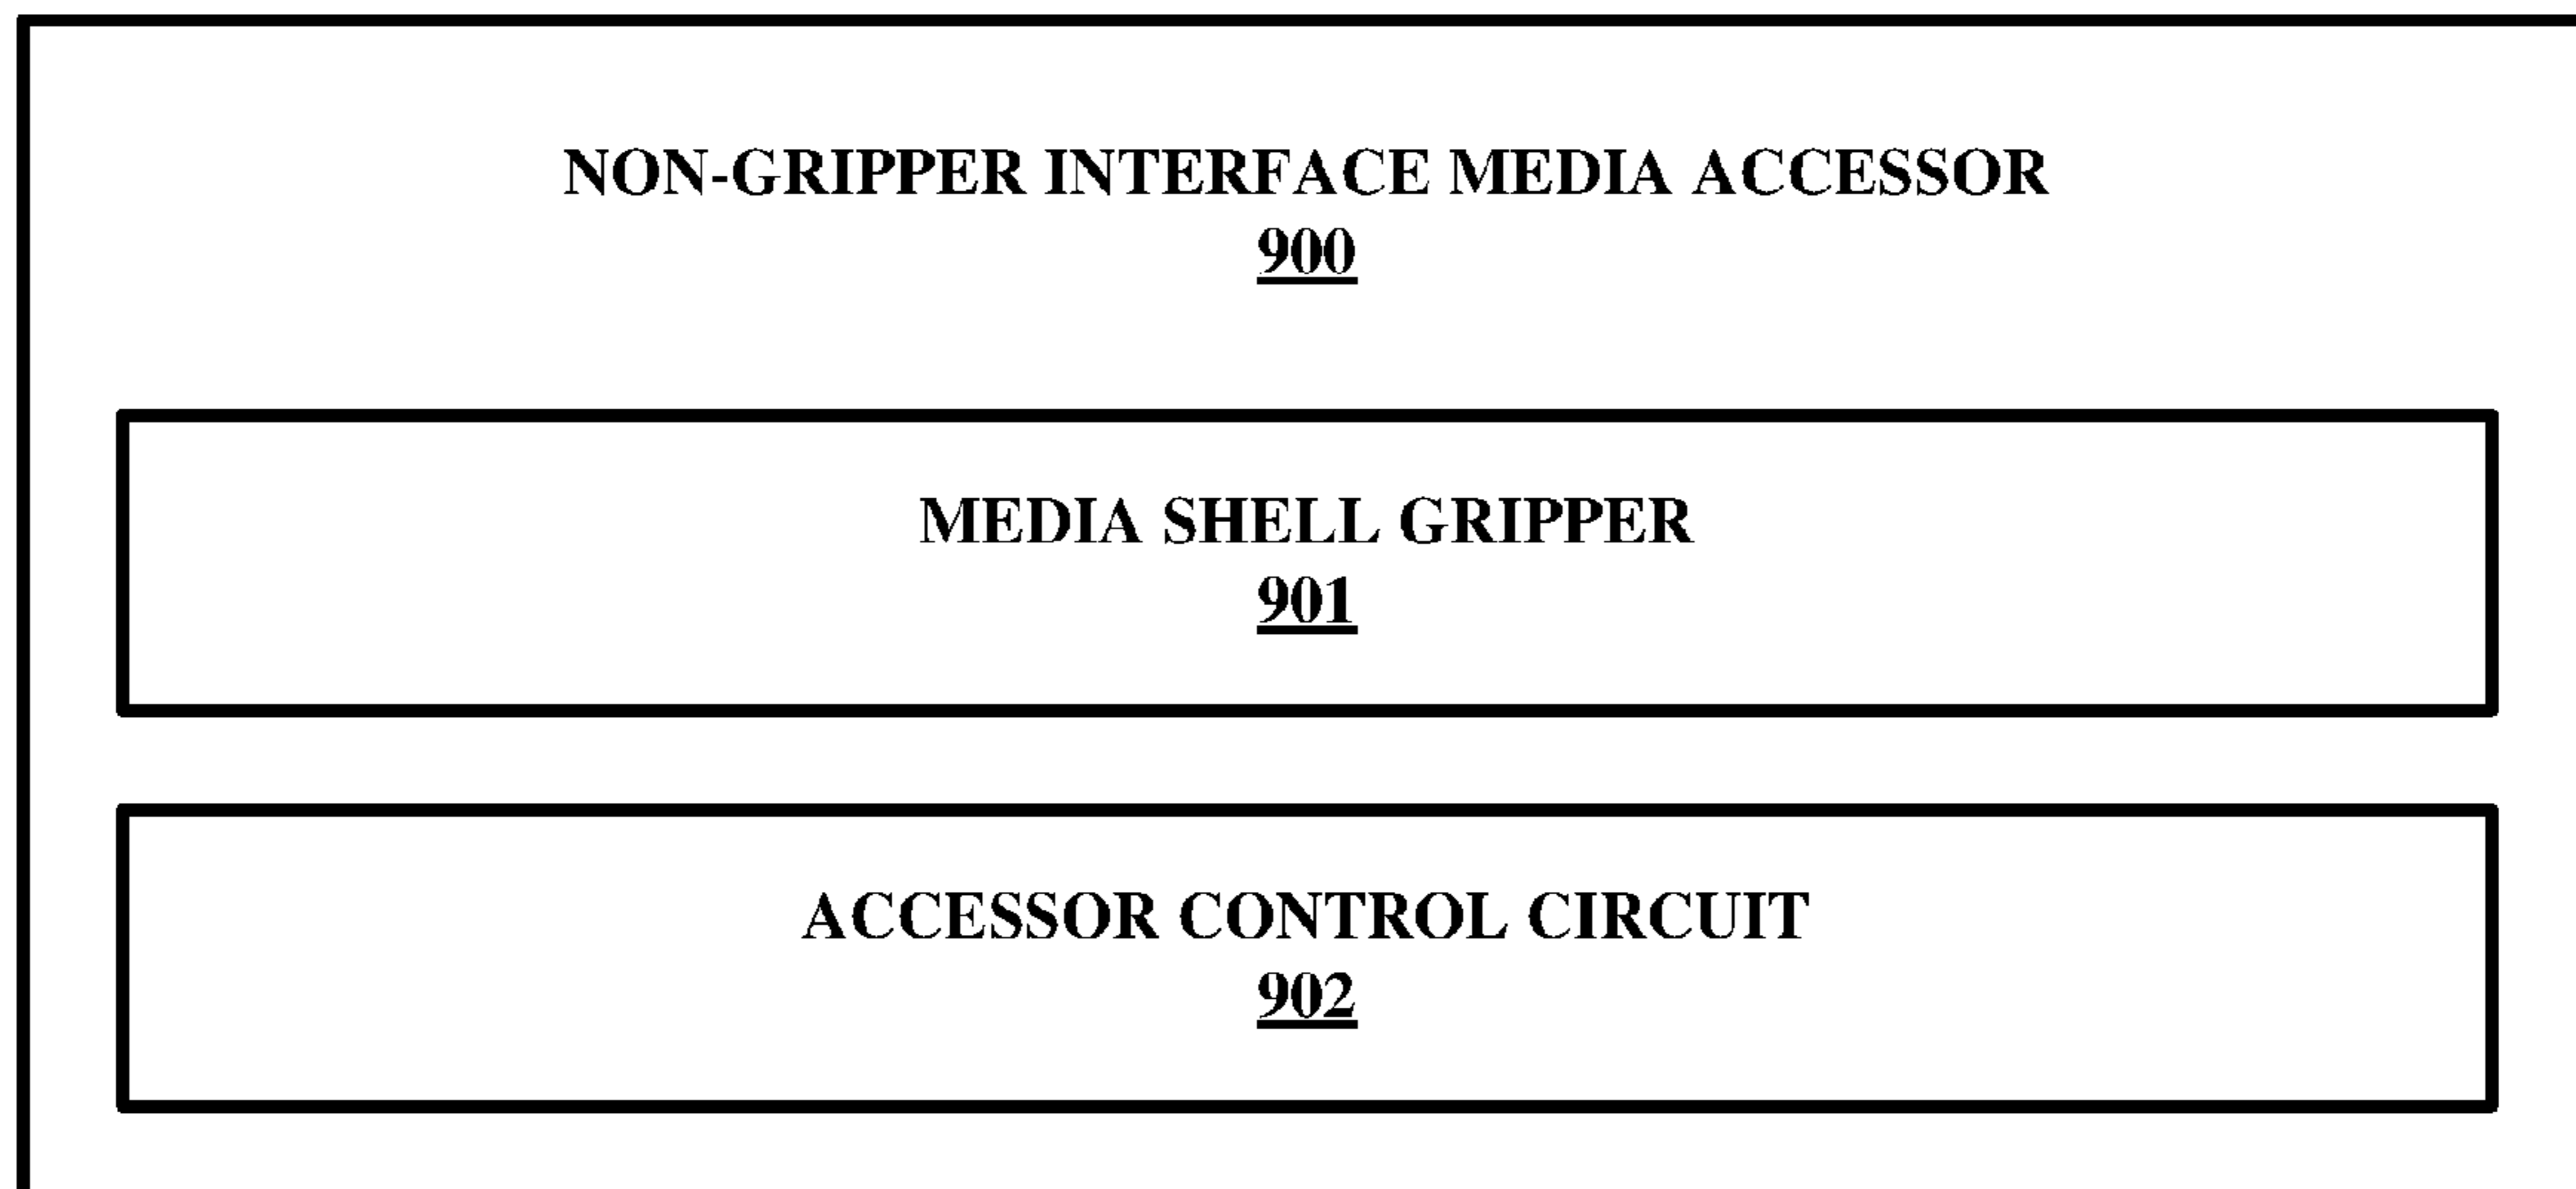 NON-GRIPPER INTERFACE MEDIA ACCESSOR
900
MEDIA SHELL GRIPPER
901
ACCESSOR CONTROL CIRCUIT
902